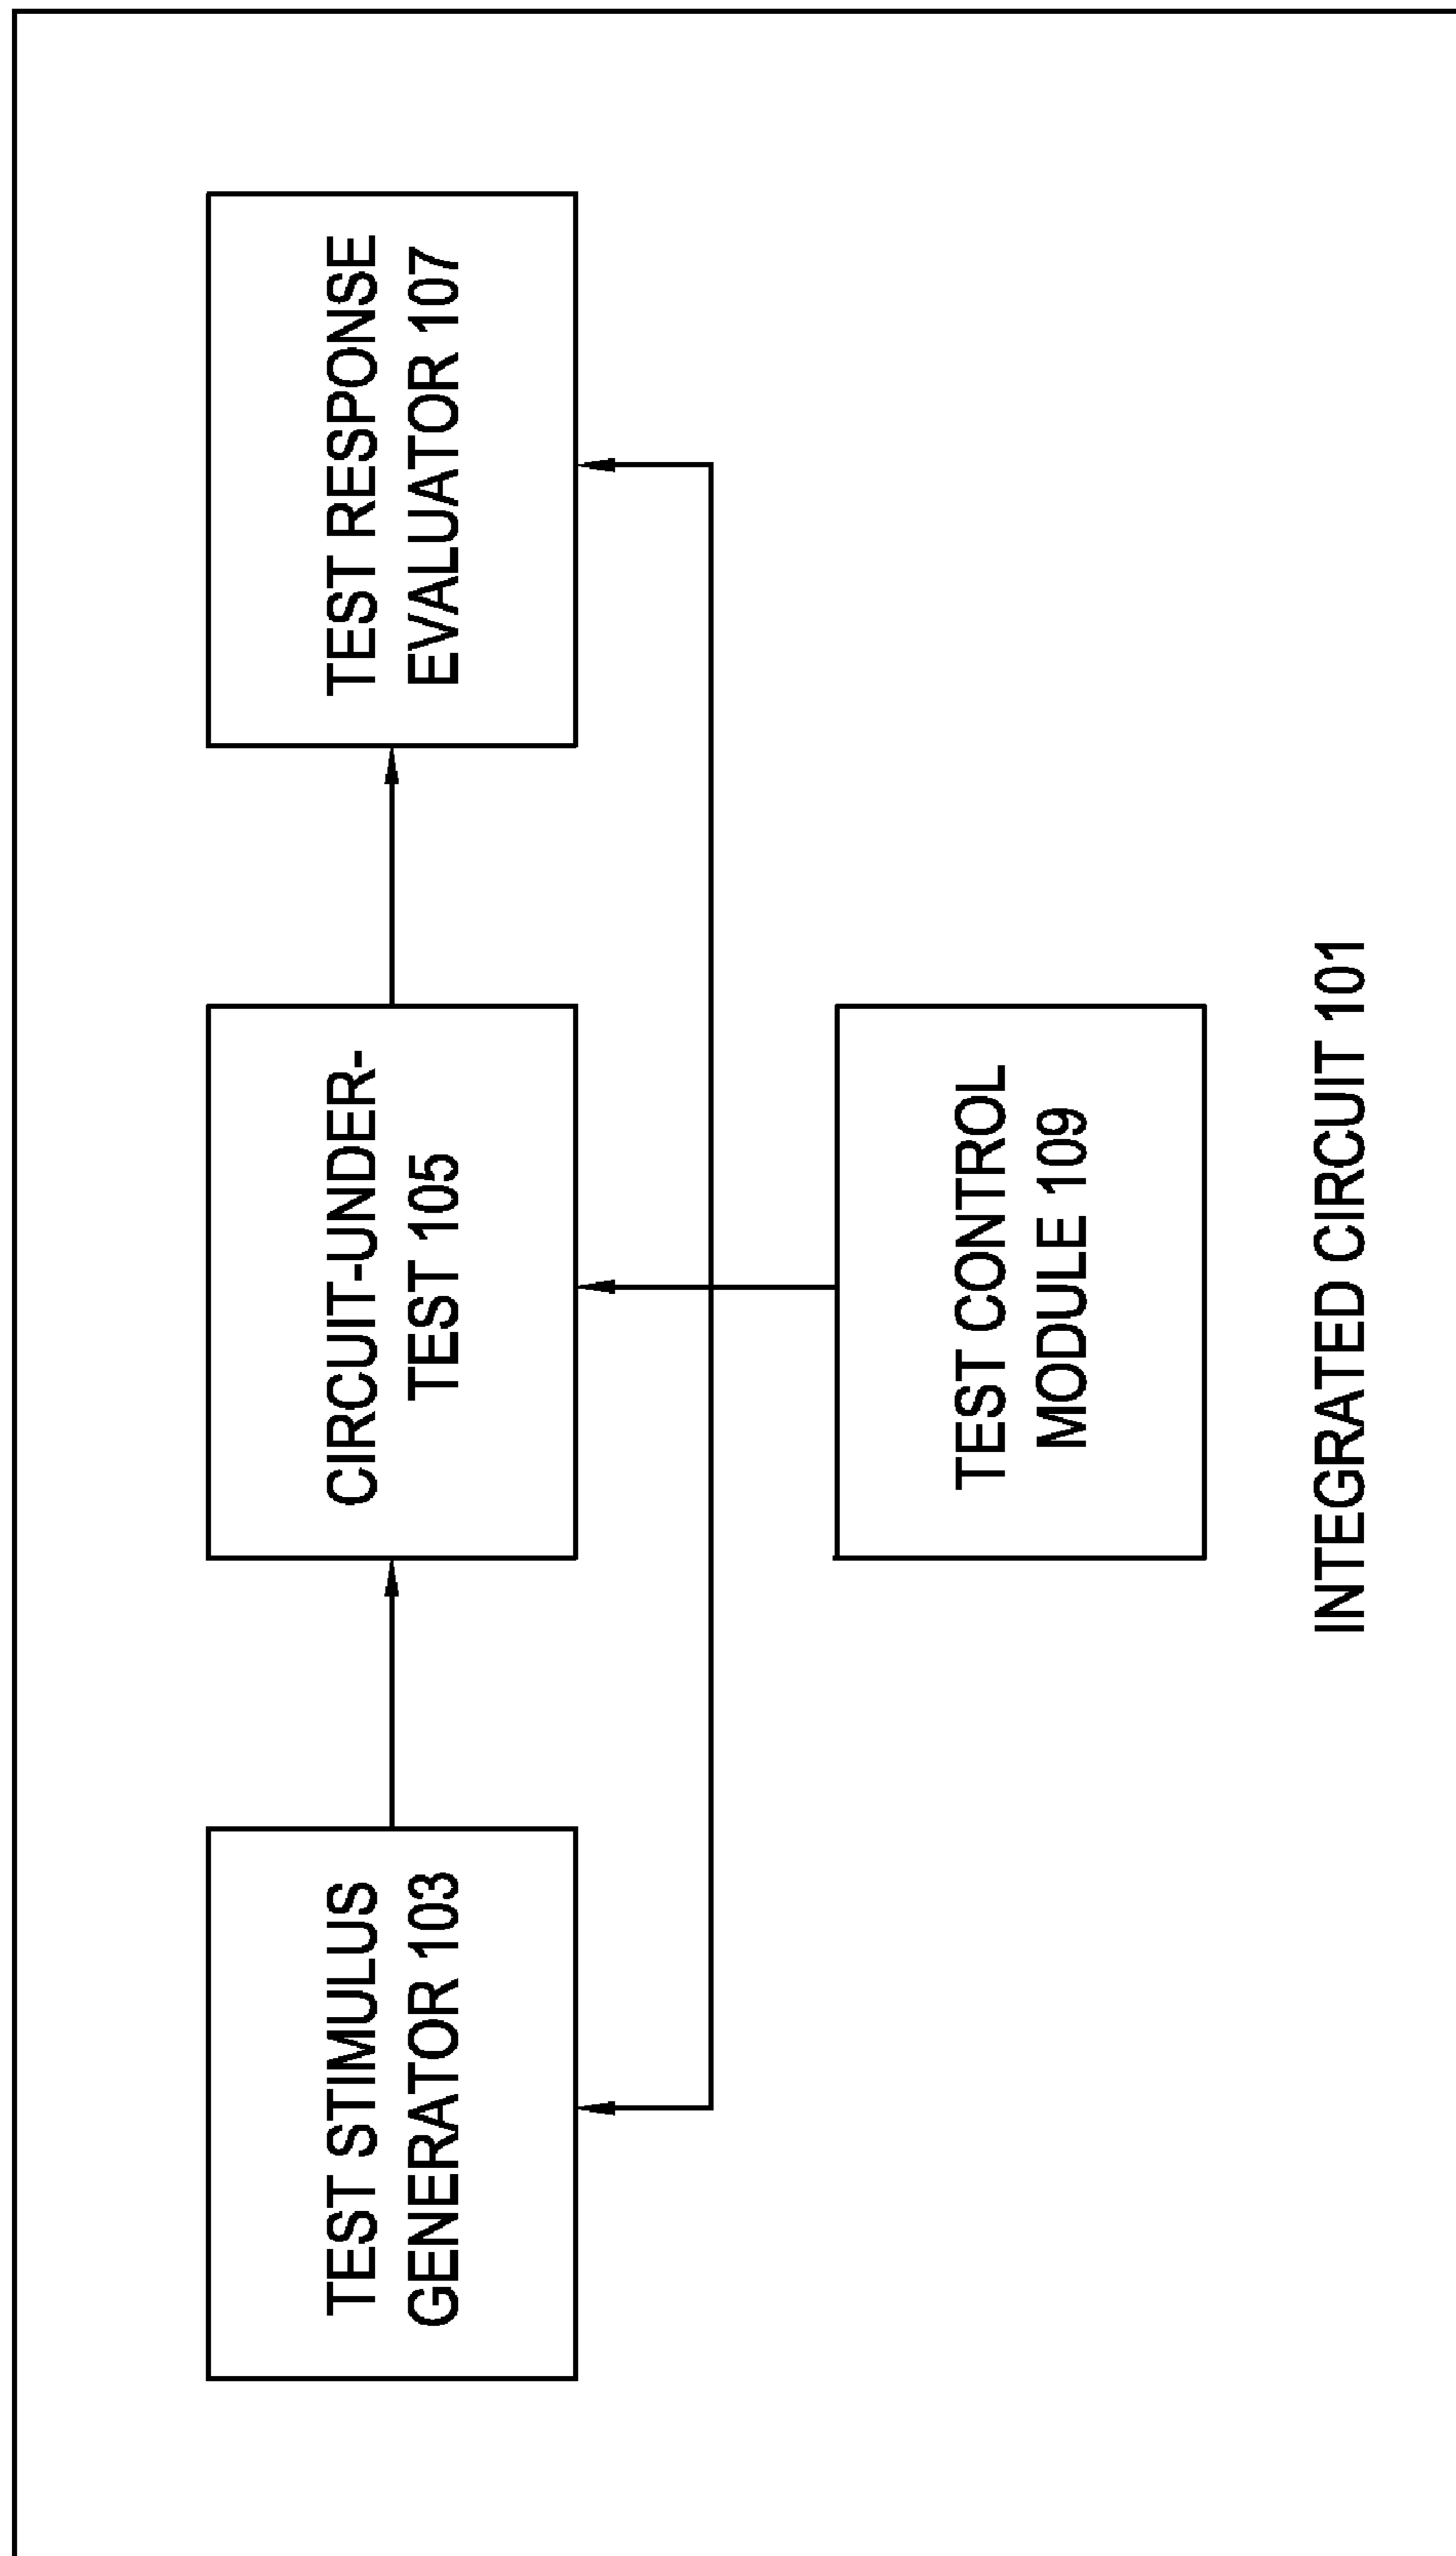 TEST STIMULUS
GENERATOR 103
CIRCUIT-UNDER-
TEST 105
TEST RESPONSE
EVALUATOR 107
TEST CONTROL
MODULE 109
INTEGRATED CIRCUIT 101